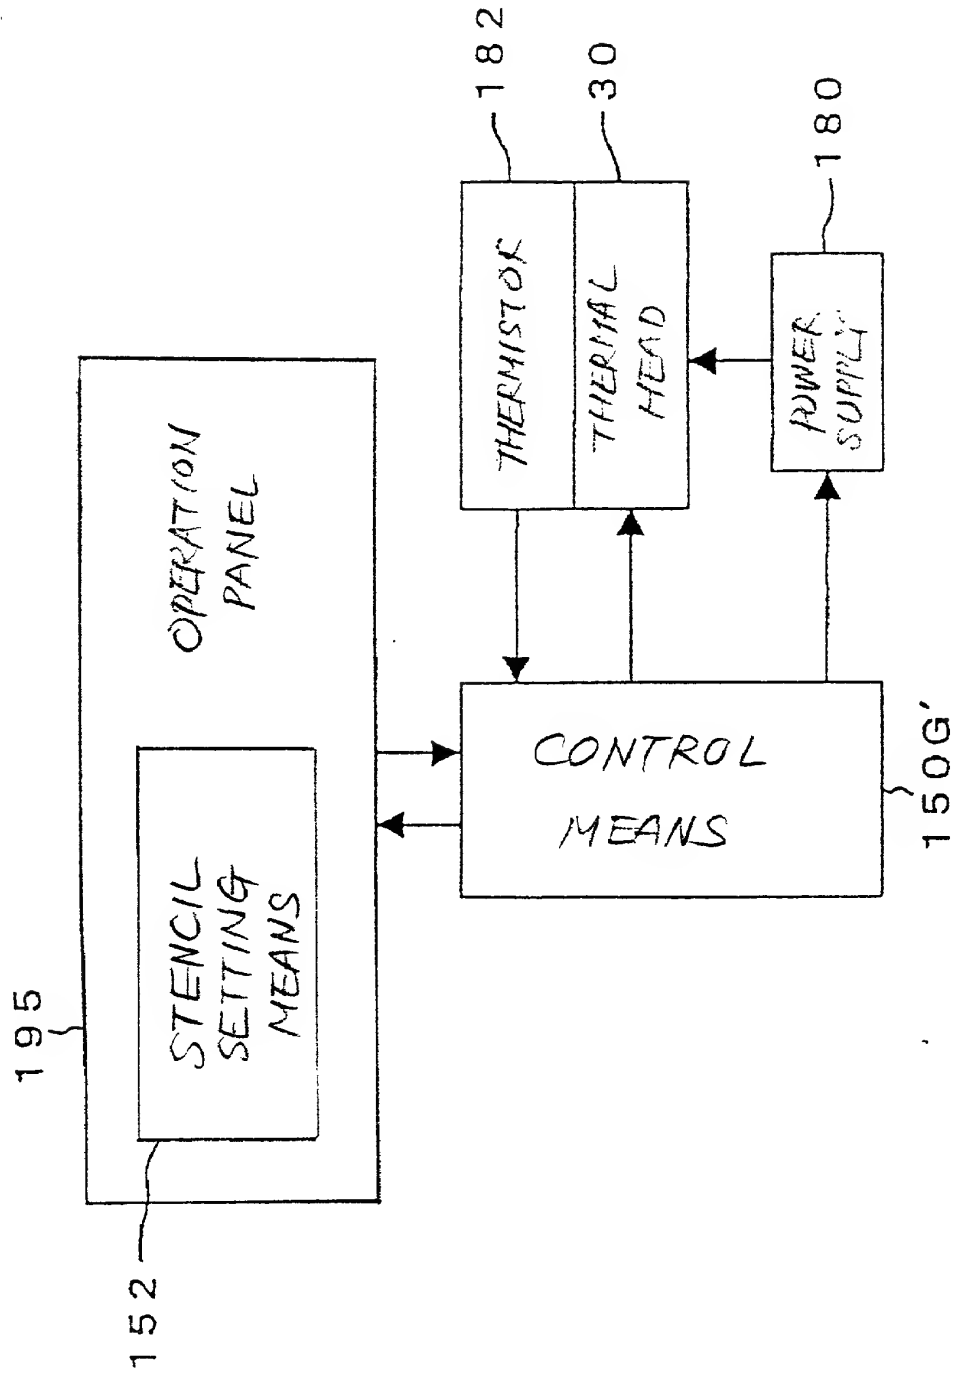 195
152
STENCIL
SETTING
MEANS
OPERATION
PANEL
CONTROL
MEANS
150G'
THERMISTOR
182
THERMAL
HEAD
30
POWER
SUPPLY
180